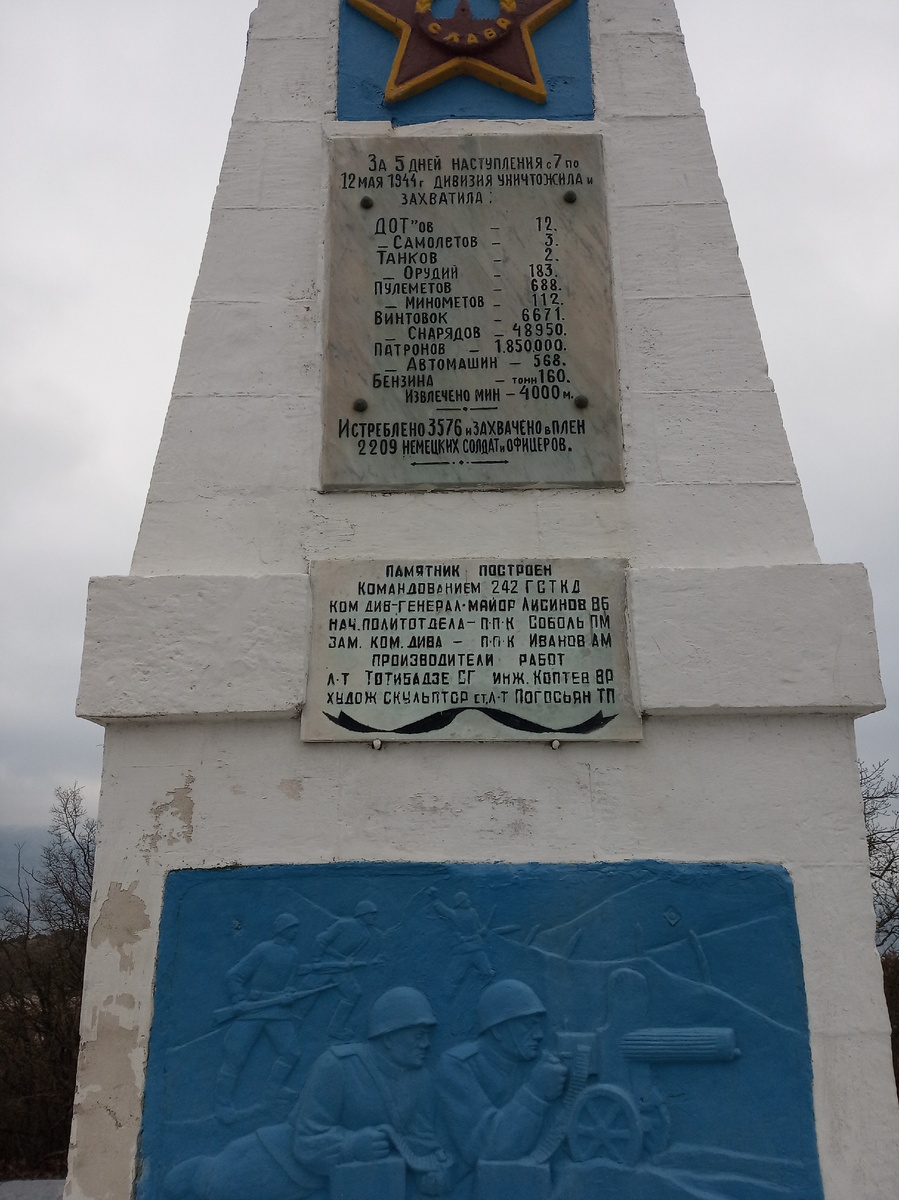 СЛАВА
За 5 дней наступления с 7 по
12 мая 1944 г дивизия уничтожила и
захватила:
ДОТ"ов – 12.
– Самолетов – 3.
Танков – 2.
– Орудий – 183.
Пулеметов – 688.
– Минометов – 112.
Винтовок – 6671.
– Снарядов – 48950.
Патронов – 1.850.000.
– Автомашин – 568.
Бензина – тонн 160.
Извлечено мин – 4000 м.
Истреблено 3576 и захвачено в плен
2209 немецких солдат и офицеров.
ПАМЯТНИК ПОСТРОЕН
КОМАНДОВАНИЕМ 242 ГСТКД
КОМ ДИВ-ГЕНЕРАЛ-МАЙОР ЛИСИНОВ ВБ
НАЧ. ПОЛИТОТДЕЛА – П·П·К СОБОЛЬ ПМ
ЗАМ. КОМ. ДИВА – П·П·К ИВАНОВ АМ
ПРОИЗВОДИТЕЛИ РАБОТ
Л-Т ТОТИБАДЗЕ СГ ИНЖ. КОПТЕВ ВР
ХУДОЖ СКУЛЬПТОР СТ. Л-Т ПОГОСЬЯН ТП